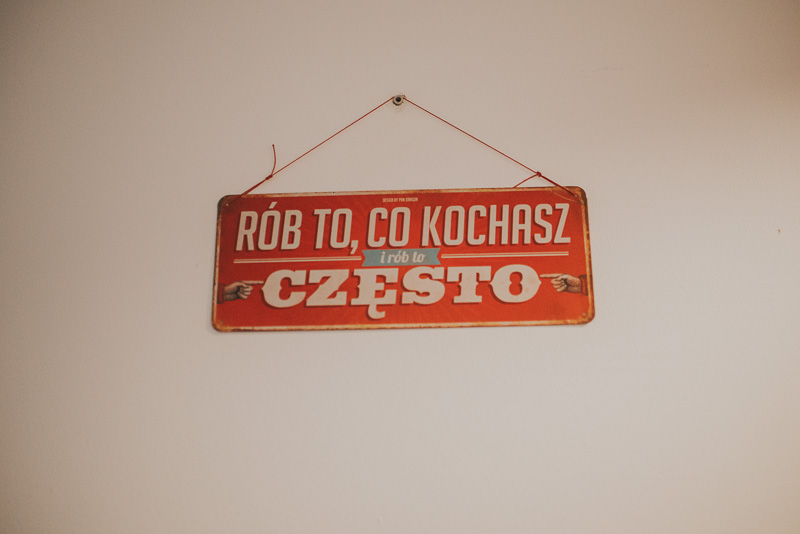 RÓB TO, CO KOCHASZ
i rób to
CZĘSTO